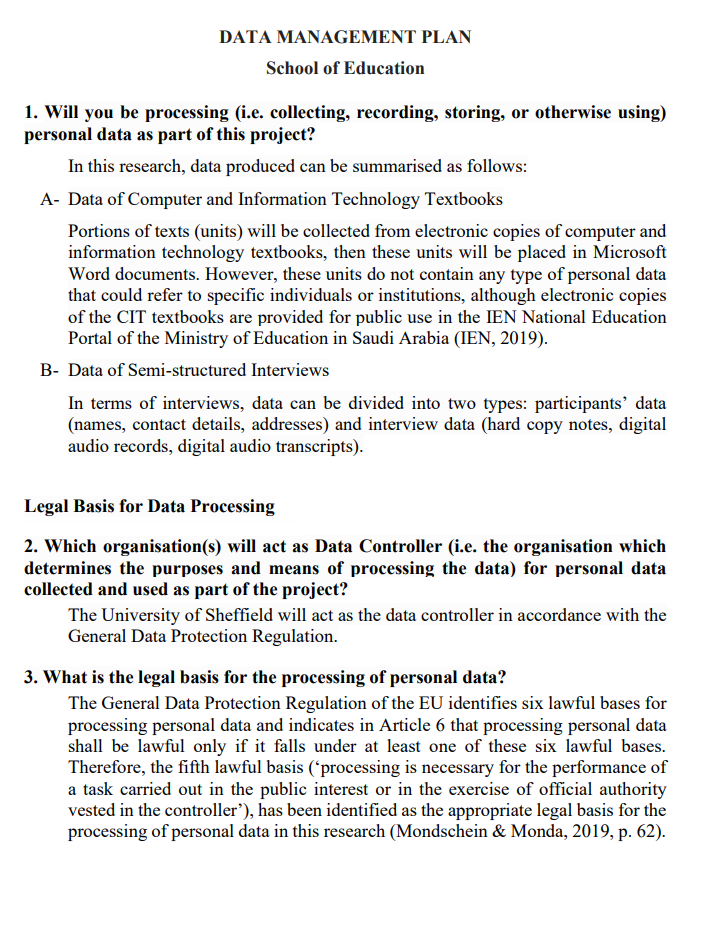 DATA MANAGEMENT PLAN
School of Education
1. Will you be processing (i.e. collecting, recording, storing, or otherwise using)
personal data as part of this project?
In this research, data produced can be summarised as follows:
A- Data of Computer and Information Technology Textbooks
Portions of texts (units) will be collected from electronic copies of computer and
information technology textbooks, then these units will be placed in Microsoft
Word documents. However, these units do not contain any type of personal data
that could refer to specific individuals or institutions, although electronic copies
of the CIT textbooks are provided for public use in the IEN National Education
Portal of the Ministry of Education in Saudi Arabia (IEN, 2019).
B- Data of Semi-structured Interviews
In terms of interviews, data can be divided into two types: participants’ data
(names, contact details, addresses) and interview data (hard copy notes, digital
audio records, digital audio transcripts).
Legal Basis for Data Processing
2. Which organisation(s) will act as Data Controller (i.e. the organisation which
determines the purposes and means of processing the data) for personal data
collected and used as part of the project?
The University of Sheffield will act as the data controller in accordance with the
General Data Protection Regulation.
3. What is the legal basis for the processing of personal data?
The General Data Protection Regulation of the EU identifies six lawful bases for
processing personal data and indicates in Article 6 that processing personal data
shall be lawful only if it falls under at least one of these six lawful bases.
Therefore, the fifth lawful basis (‘processing is necessary for the performance of
a task carried out in the public interest or in the exercise of official authority
vested in the controller’), has been identified as the appropriate legal basis for the
processing of personal data in this research (Mondschein & Monda, 2019, p. 62).